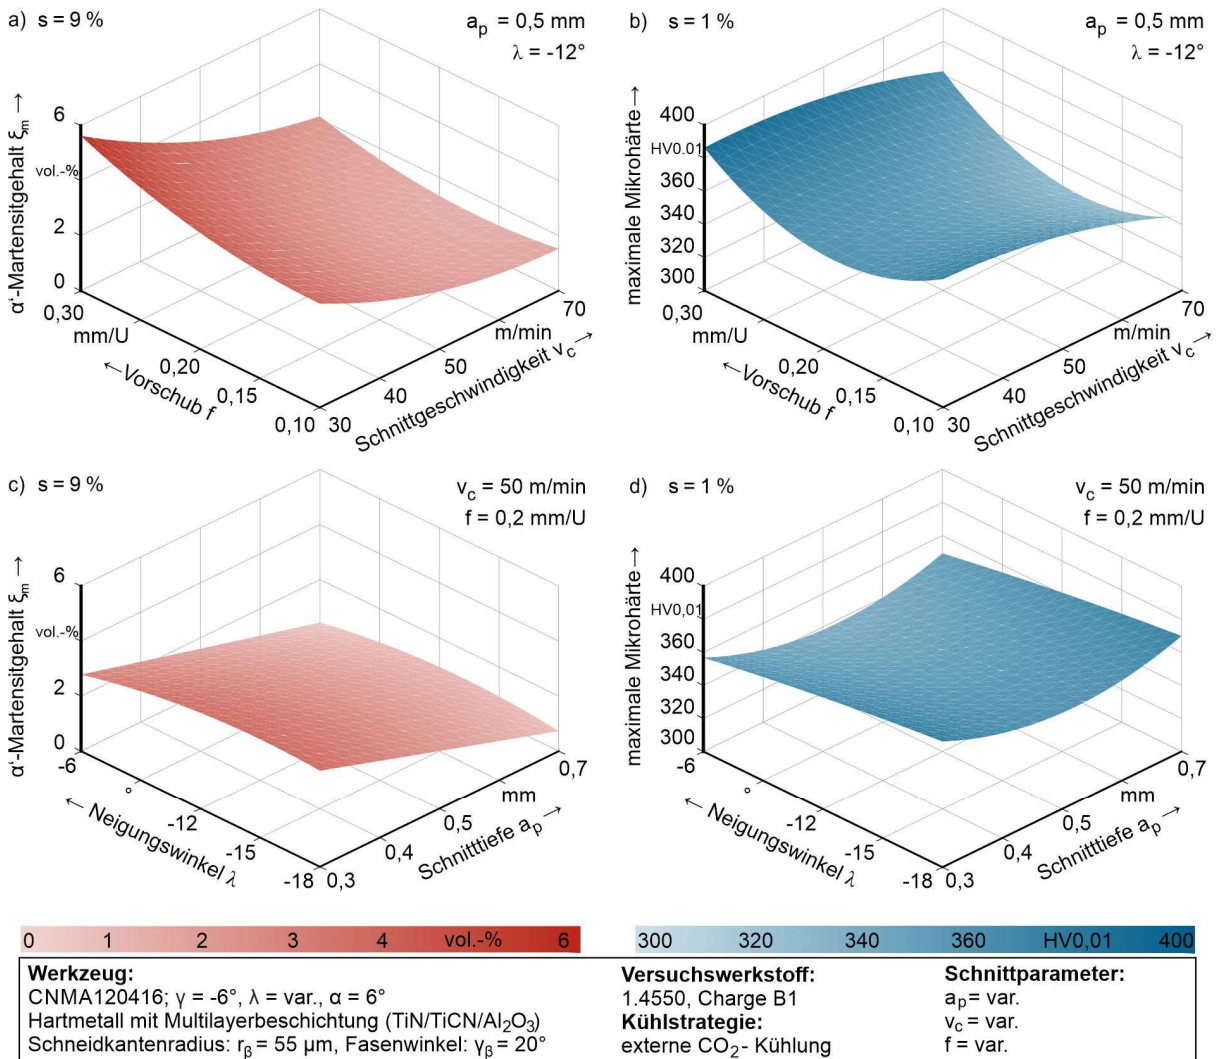 a) s = 9 %
a_p = 0,5 mm
λ = -12°
α‘-Martensitgehalt ξ_m →
6
vol.-%
2
0
0,30
mm/U
0,20
0,15
0,10
←Vorschub f
30
40
50
m/min
70
Schnittgeschwindigkeit v_c →
b) s = 1 %
a_p = 0,5 mm
λ = -12°
maximale Mikrohärte→
400
HV0.01
360
340
320
300
0,30
mm/U
0,20
0,15
0,10
←Vorschub f
30
40
50
m/min
70
Schnittgeschwindigkeit v_c→
c) s = 9 %
v_c = 50 m/min
f = 0,2 mm/U
α‘-Martensitgehalt ξ_m →
6
vol.-%
2
0
-6
°
-12
-15
-18
← Neigungswinkel λ
0,3
0,4
0,5
mm
0,7
Schnitttiefe a_p →
d) s = 1 %
v_c = 50 m/min
f = 0,2 mm/U
maximale Mikrohärte→
400
HV0,01
360
340
320
300
-6
°
-12
-15
-18
← Neigungswinkel λ
0,3
0,4
0,5
mm
0,7
Schnitttiefe a_p →
0 1 2 3 4 vol.-% 6
300 320 340 360 HV0,01 400
Werkzeug:
CNMA120416; γ = -6°, λ = var., α = 6°
Hartmetall mit Multilayerbeschichtung (TiN/TiCN/Al₂O₃)
Schneidkantenradius: r_β = 55 µm, Fasenwinkel: γ_β = 20°
Versuchswerkstoff:
1.4550, Charge B1
Kühlstrategie:
externe CO₂- Kühlung
Schnittparameter:
a_p = var.
v_c = var.
f = var.